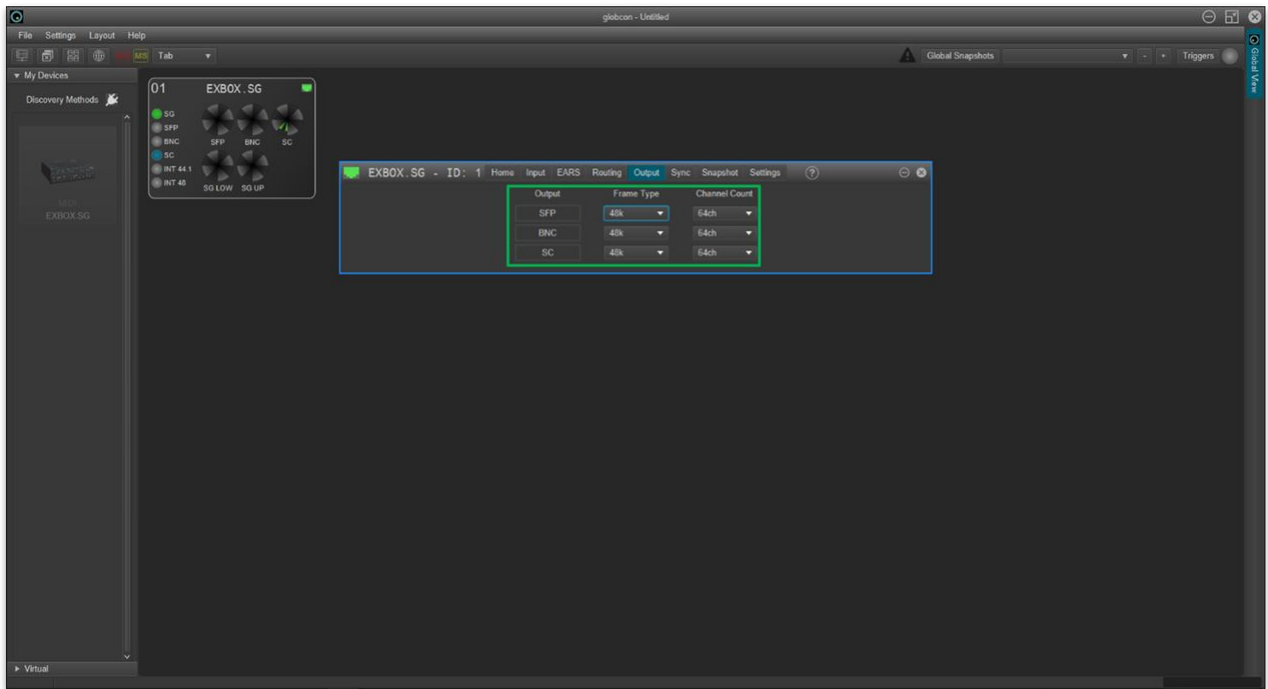 globcon - Untitled
File Settings Layout Help
MS Tab Global Snapshots - + Triggers
Global View
My Devices
Discovery Methods
EXBOX.SG
01 EXBOX.SG
SG
SFP
BNC
SC
INT 44.1
INT 48
SFP BNC SC
SG LOW SG UP
EXBOX.SG - ID: 1 Home Input EARS Routing Output Sync Snapshot Settings ?
Output Frame Type Channel Count
SFP 48k 64ch
BNC 48k 64ch
SC 48k 64ch
Virtual